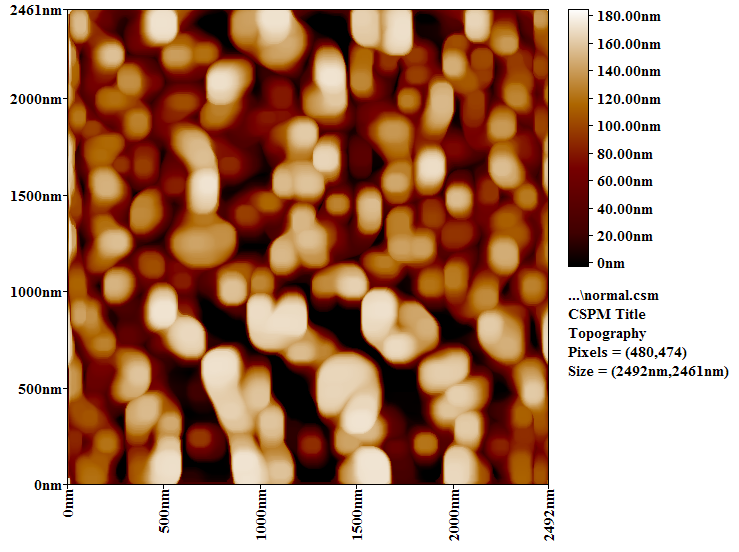 2461nm
2000nm
1500nm
1000nm
500nm
0nm
0nm
500nm
1000nm
1500nm
2000nm
2492nm
180.00nm
160.00nm
140.00nm
120.00nm
100.00nm
80.00nm
60.00nm
40.00nm
20.00nm
0nm
...\normal.csm
CSPM Title
Topography
Pixels = (480,474)
Size = (2492nm,2461nm)